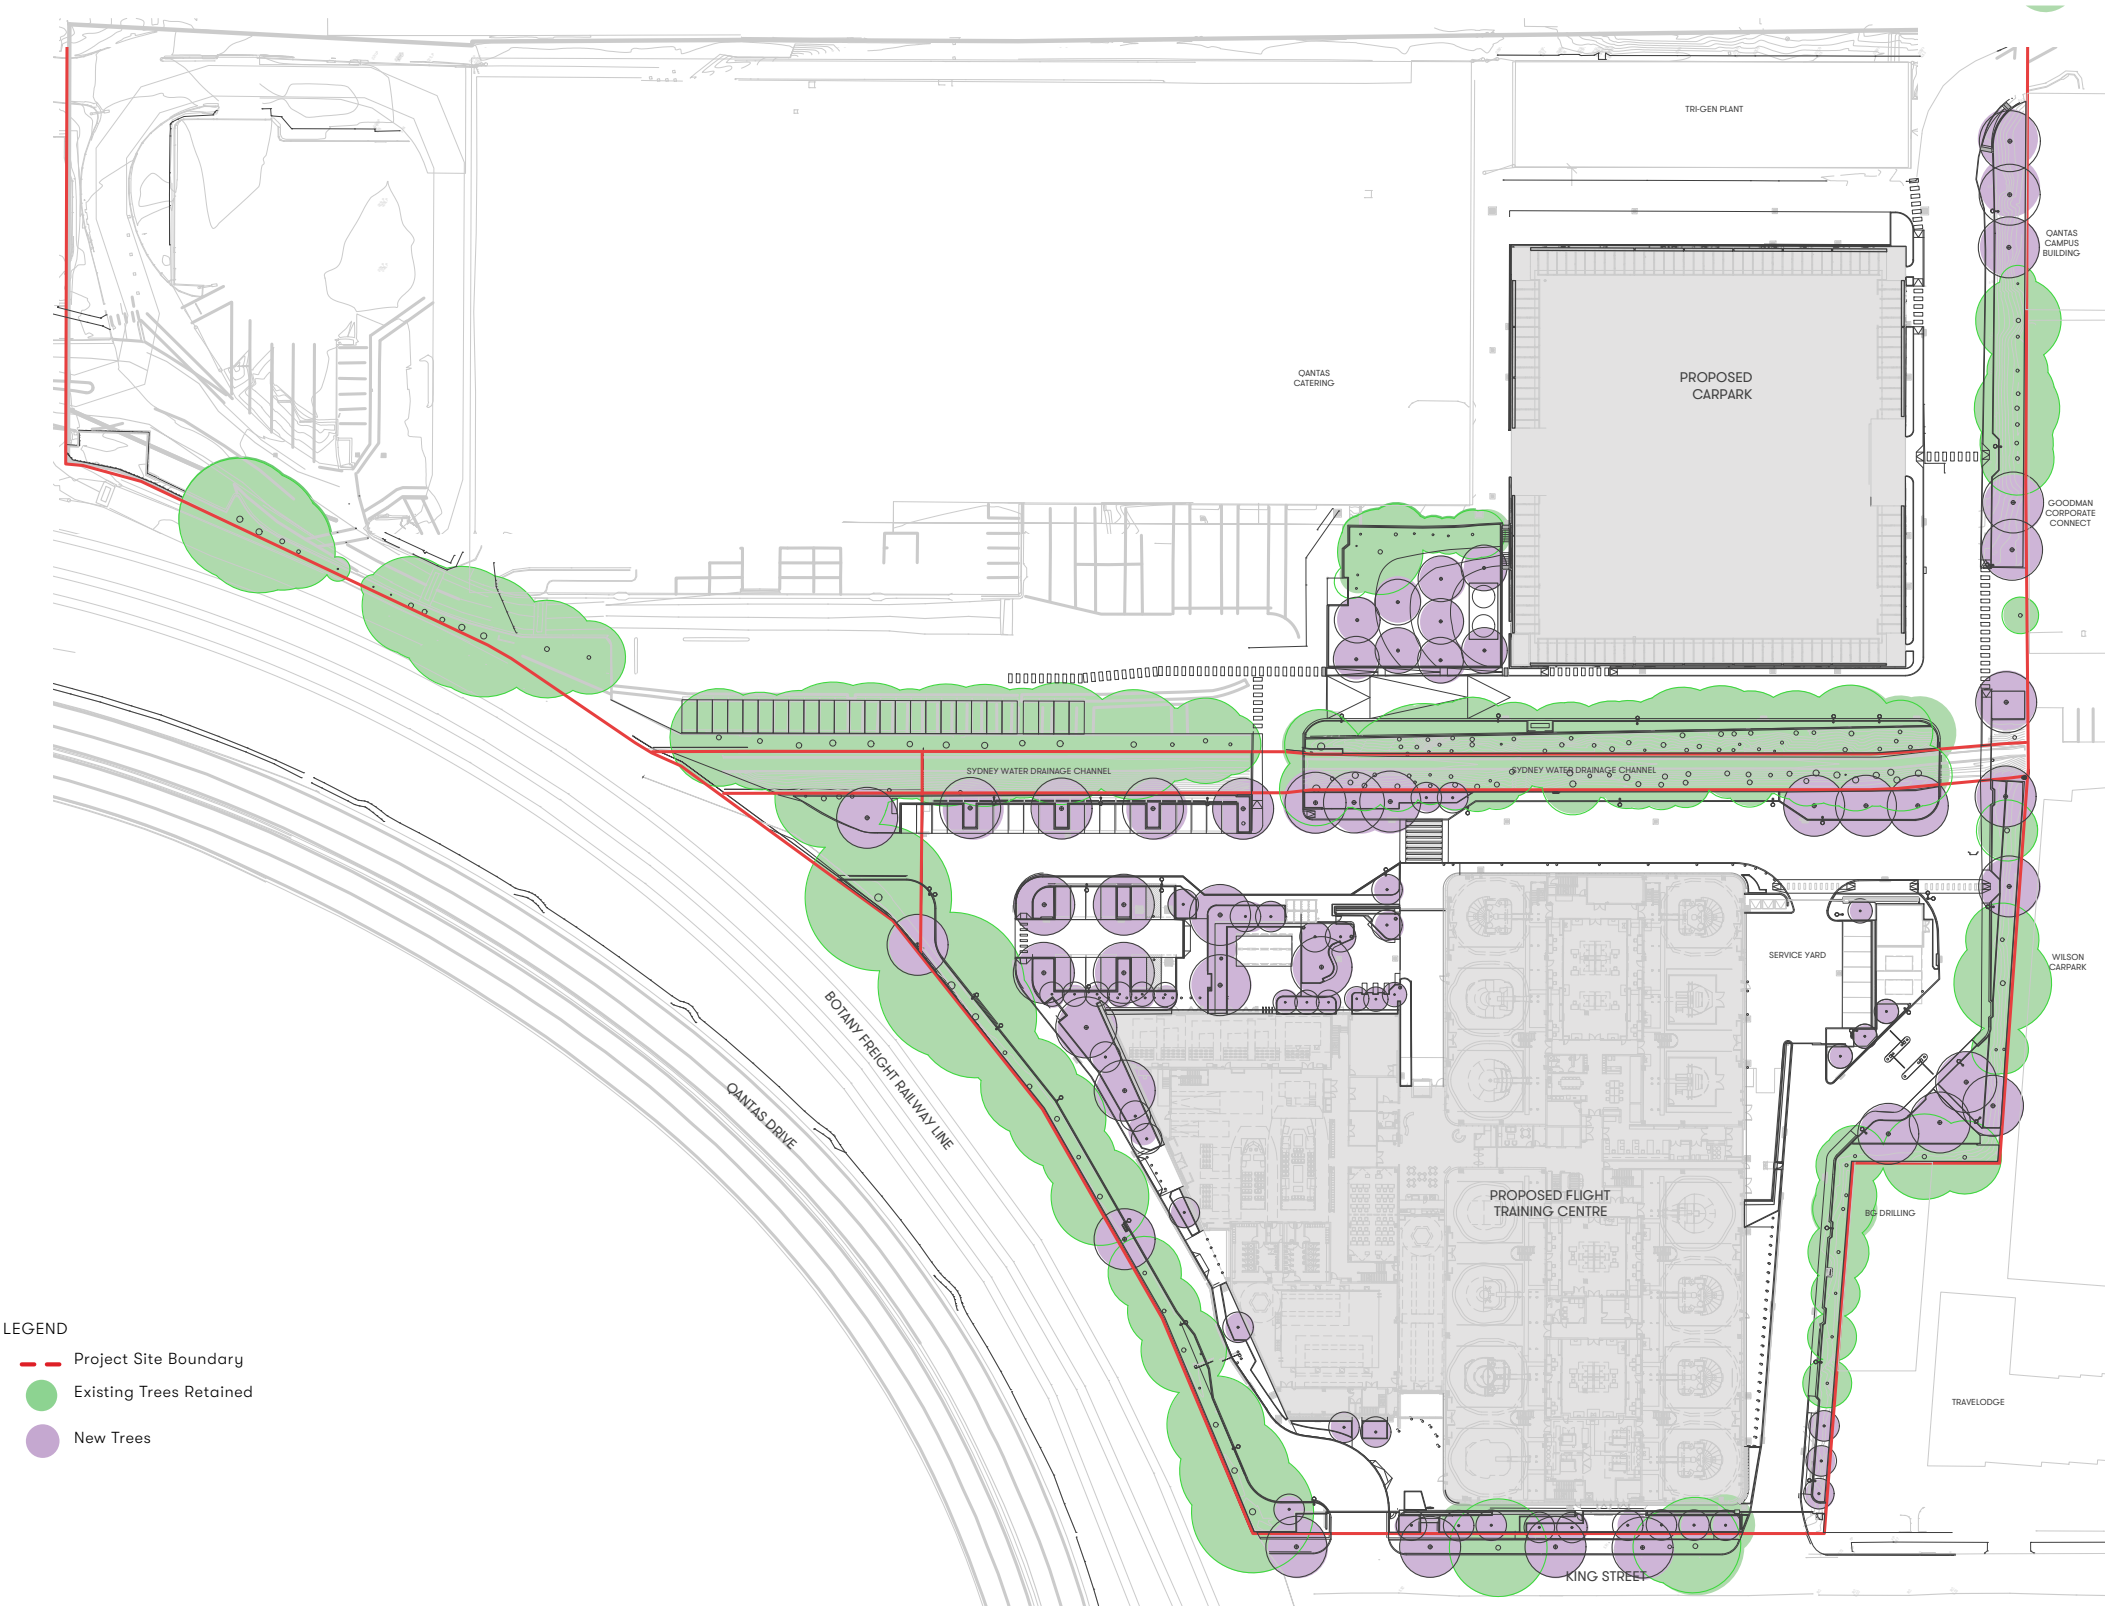 TRI-GEN PLANT
QANTAS
CAMPUS
BUILDING
QANTAS
CATERING
PROPOSED
CARPARK
GOODMAN
CORPORATE
CONNECT
SYDNEY WATER DRAINAGE CHANNEL
SYDNEY WATER DRAINAGE CHANNEL
SERVICE YARD
WILSON
CARPARK
BOTANY FREIGHT RAILWAY LINE
QANTAS DRIVE
PROPOSED FLIGHT
TRAINING CENTRE
BG DRILLING
TRAVELODGE
KING STREET
LEGEND
Project Site Boundary
Existing Trees Retained
New Trees